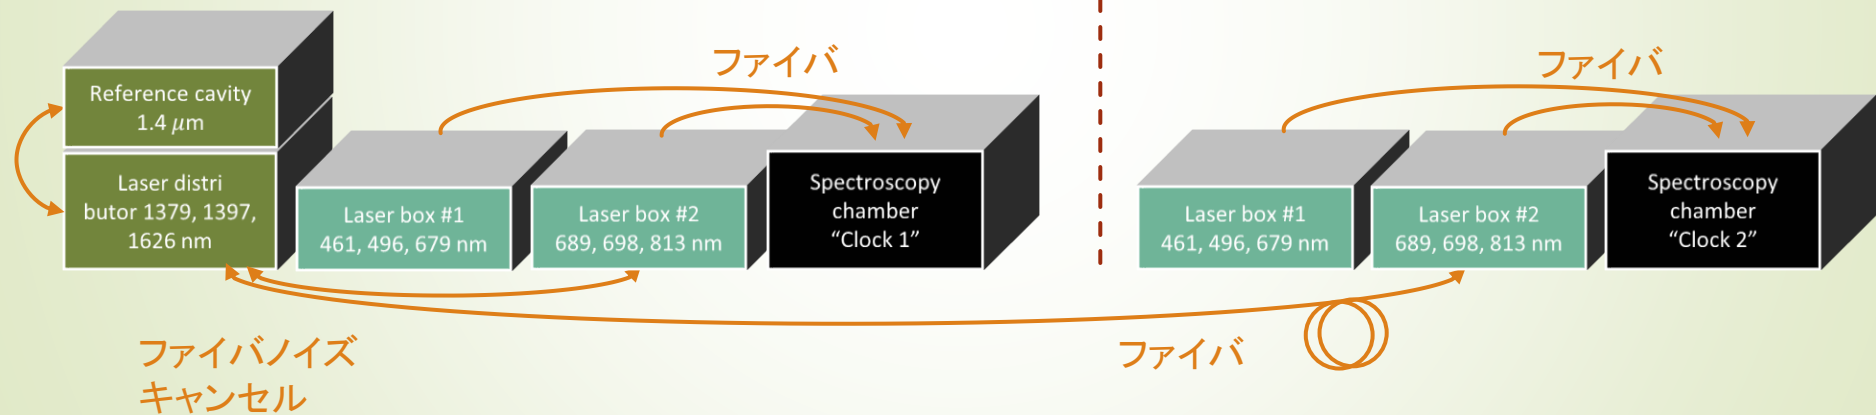 ファイバ
ファイバ
Reference cavity
1.4 μm
Laser distri
butor 1379, 1397,
1626 nm
Laser box #1
461, 496, 679 nm
Laser box #2
689, 698, 813 nm
Spectroscopy
chamber
“Clock 1”
Laser box #1
461, 496, 679 nm
Laser box #2
689, 698, 813 nm
Spectroscopy
chamber
“Clock 2”
ファイバノイズ
キャンセル
ファイバ